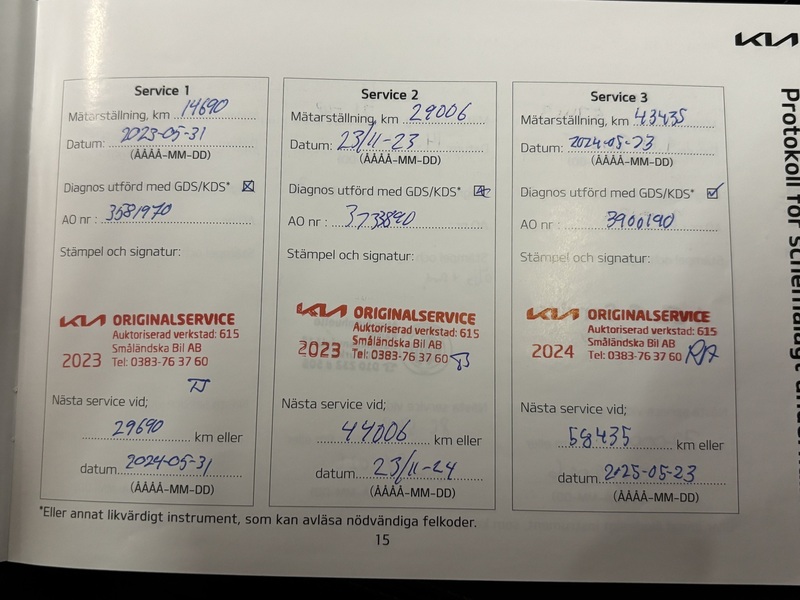 KIA
Protokoll för schemalagt
Service 1
Mätarställning, km 14690
Datum: 2023-05-31
(ÅÅÅÅ-MM-DD)
Diagnos utförd med GDS/KDS* ☒
AO nr : 3581970
Stämpel och signatur:
KIA ORIGINALSERVICE
Auktoriserad verkstad: 615
Småländska Bil AB
2023 Tel: 0383-76 37 60
Nästa service vid;
29690 km eller
datum 2024-05-31
(ÅÅÅÅ-MM-DD)
Service 2
Mätarställning, km 29006
Datum: 23/11-23
(ÅÅÅÅ-MM-DD)
Diagnos utförd med GDS/KDS*
AO nr : 3733890
Stämpel och signatur:
KIA ORIGINALSERVICE
Auktoriserad verkstad: 615
Småländska Bil AB
2023 Tel: 0383-76 37 60
Nästa service vid;
44006 km eller
datum 23/11-24
(ÅÅÅÅ-MM-DD)
Service 3
Mätarställning, km 43435
Datum: 2024-05-23
(ÅÅÅÅ-MM-DD)
Diagnos utförd med GDS/KDS* ☑
AO nr : 3900190
Stämpel och signatur:
KIA ORIGINALSERVICE
Auktoriserad verkstad: 615
Småländska Bil AB
2024 Tel: 0383-76 37 60
Nästa service vid;
58435 km eller
datum 2025-05-23
(ÅÅÅÅ-MM-DD)
*Eller annat likvärdigt instrument, som kan avläsa nödvändiga felkoder.
15